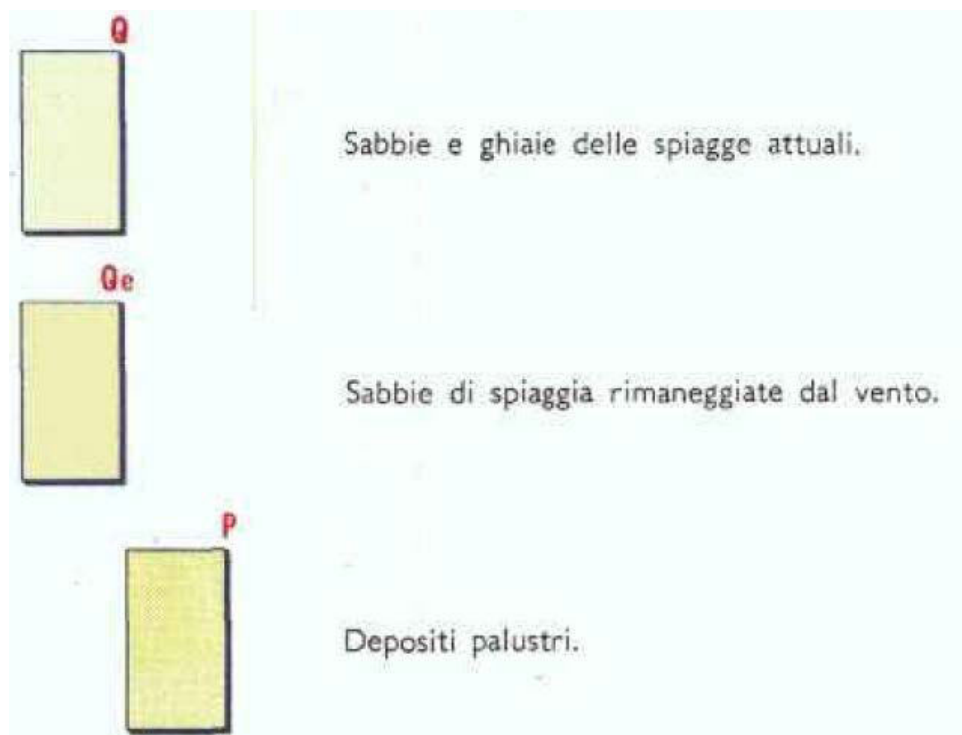 Q
Sabbie e ghiaie delle spiagge attuali.
Qe
Sabbie di spiaggia rimaneggiate dal vento.
P
Depositi palustri.